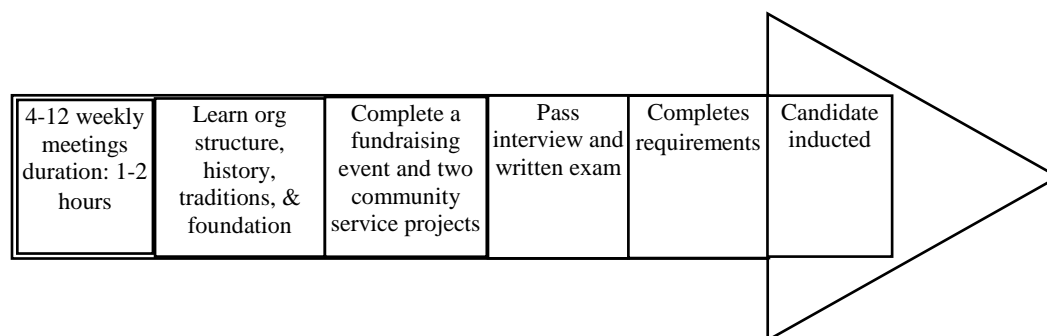 4-12 weekly
meetings
duration: 1-2
hours
Learn org
structure,
history,
traditions, &
foundation
Complete a
fundraising
event and two
community
service projects
Pass
interview and
written exam
Completes
requirements
Candidate
inducted